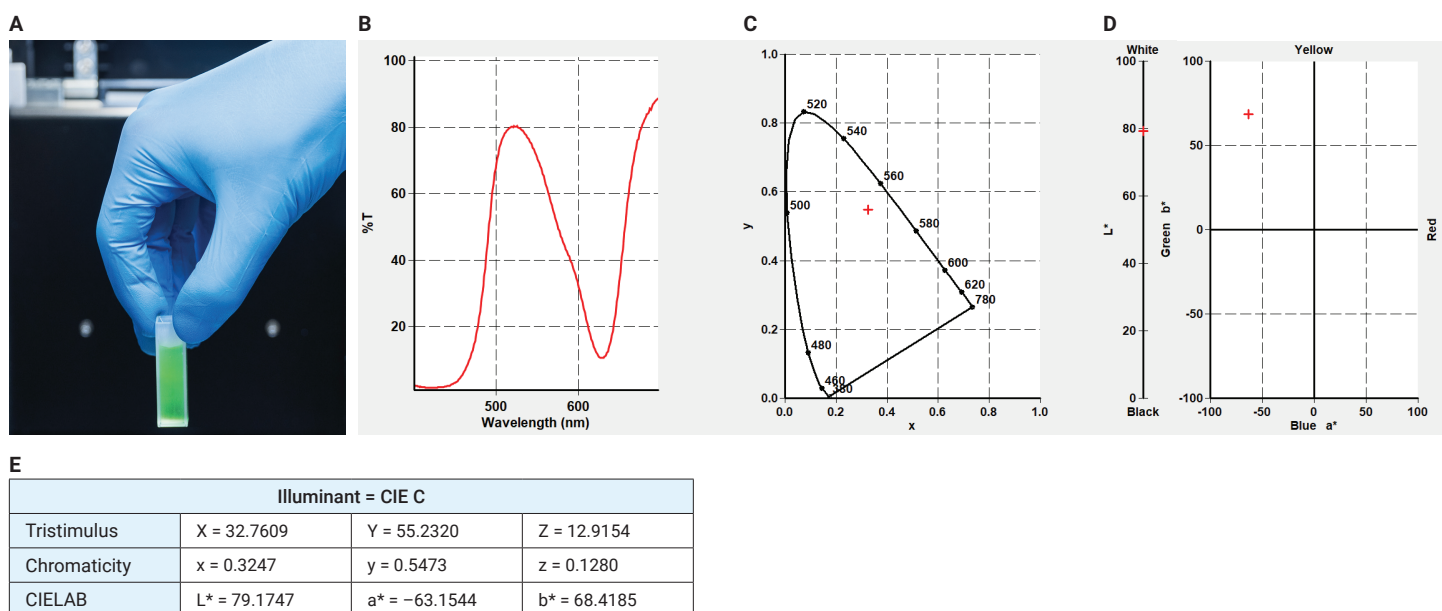 A
B
C
D
100
80
60
40
20
%T
500
600
Wavelength (nm)
1.0
0.8
0.6
0.4
0.2
0.0
y
520
540
560
500
580
600
620
780
480
460
380
0.0
0.2
0.4
0.6
0.8
1.0
x
White
100
80
60
40
20
0
L*
Black
Yellow
100
50
0
-50
-100
Green b*
Red
-100
-50
0
50
100
Blue a*
E
Illuminant = CIE C
Tristimulus X = 32.7609 Y = 55.2320 Z = 12.9154
Chromaticity x = 0.3247 y = 0.5473 z = 0.1280
CIELAB L* = 79.1747 a* = −63.1544 b* = 68.4185